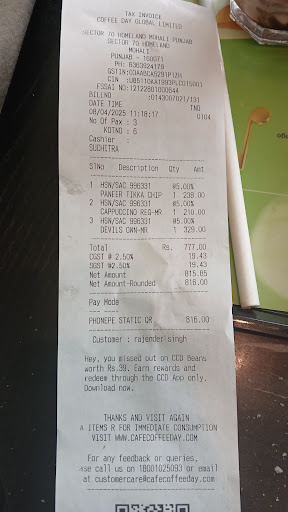 TAX INVOICE
COFFEE DAY GLOBAL LIMITED
SECTOR 70 HOMELAND MOHALI PUNJAB
SECTOR 70 HOMELAND
MOHALI
PUNJAB - 160071
PH: 6363924179
GSTIN:03AABCA5291P1ZH
CIN :U85110KA1993PLC015001
FSSAI NO:12122801000644
BILLNO :0143097021/131
DATE TIME TNO
08/04/2025 11:18:17 0104
No Of Pax : 3
KOTNO : 6
Cashier :
SUCHITRA
SlNo Desciption Qty Amt
1 HSN/SAC 996331 @5.00%
PANEER TIKKA CHIP 1 238.00
2 HSN/SAC 996331 @5.00%
CAPPUCCINO REG-MR 1 210.00
3 HSN/SAC 996331 @5.00%
DEVILS OWN-MR 1 329.00
Total Rs. 777.00
CGST @ 2.50% 19.43
SGST @2.50% 19.43
Net Amount 815.85
Net Amount-Rounded 816.00
Pay Mode
PHONEPE STATIC QR 816.00
Customer : rajender singh
Hey, you missed out on CCD Beans
worth Rs.39. Earn rewards and
redeem through the CCD App only.
Download now.
THANKS AND VISIT AGAIN
ITEMS R FOR IMMEDIATE CONSUMPTION
VISIT WWW.CAFECOFFEEDAY.COM
For any feedback or queries,
call us on 18001025093 or email
at customercare@cafecoffeeday.com